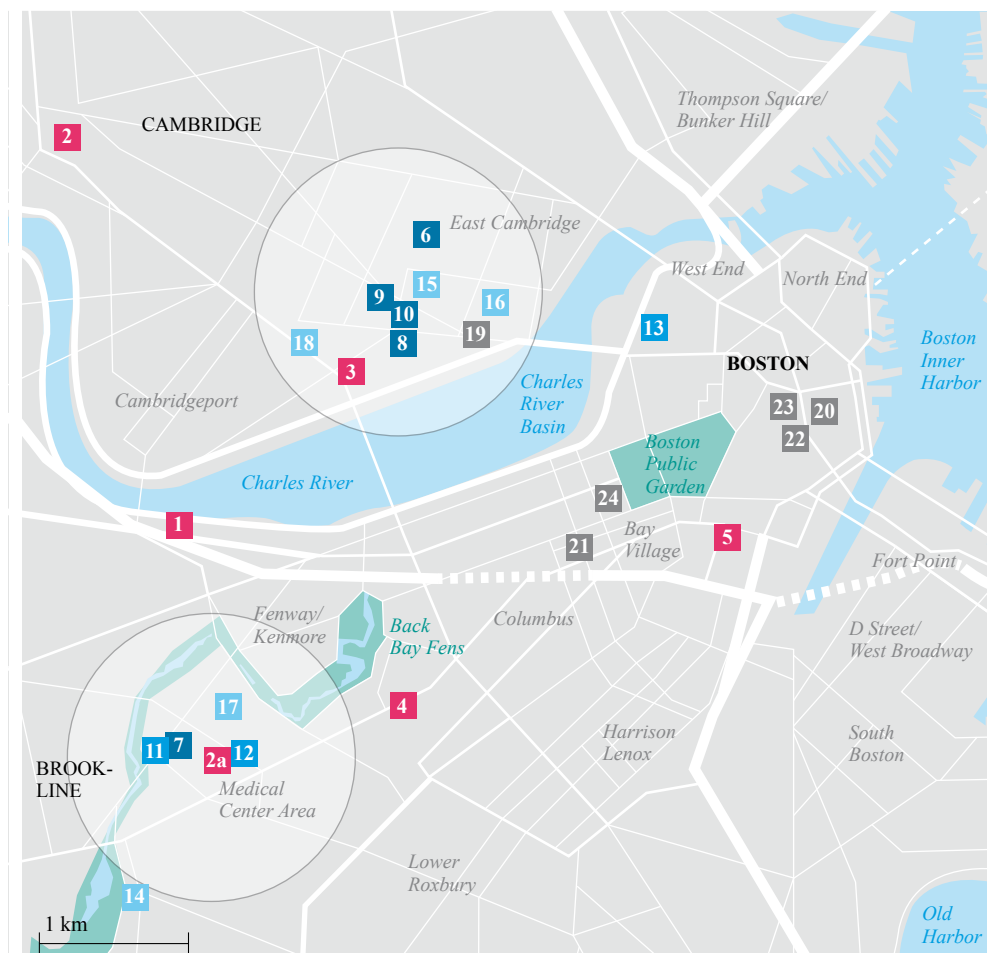 Thompson Square/
Bunker Hill
CAMBRIDGE
2
East Cambridge
6
West End
North End
15
9
16
10
13
19
18
8
Boston
Inner
Harbor
3
BOSTON
Charles
River
Basin
Cambridgeport
23
20
22
Boston
Public
Garden
Charles River
24
1
Bay
Village
5
21
Fort Point
Fenway/
Kenmore
Columbus
Back
Bay Fens
D Street/
West Broadway
17
4
Harrison
Lenox
South
Boston
11
7
2a
12
BROOK-
LINE
Medical
Center Area
Lower
Roxbury
14
1 km
Old
Harbor